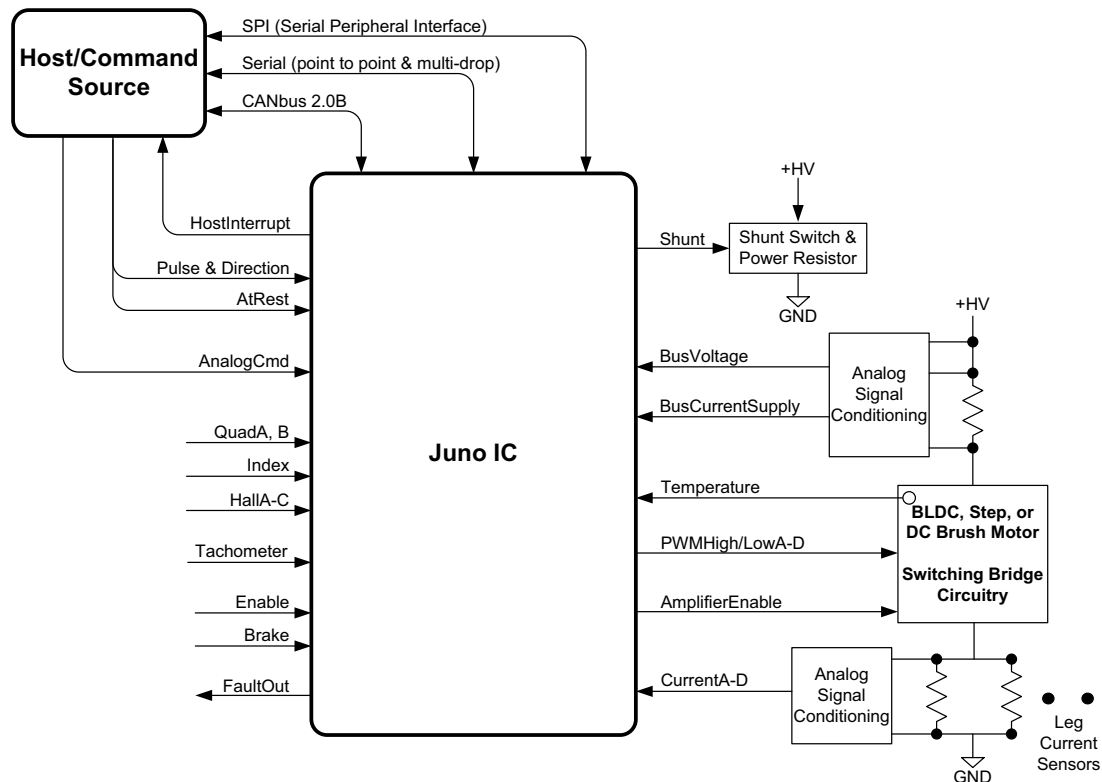 SPI (Serial Peripheral Interface)
Host/Command
Source
Serial (point to point & multi-drop)
CANbus 2.0B
+HV
HostInterrupt
Shunt
Shunt Switch &
Power Resistor
Pulse & Direction
AtRest
GND
+HV
AnalogCmd
BusVoltage
Analog
Signal
Conditioning
BusCurrentSupply
QuadA, B
Juno IC
Index
HallA-C
Temperature
BLDC, Step, or
DC Brush Motor
Switching Bridge
Circuitry
Tachometer
PWMHigh/LowA-D
Enable
AmplifierEnable
Brake
FaultOut
CurrentA-D
Analog
Signal
Conditioning
Leg
Current
Sensors
GND